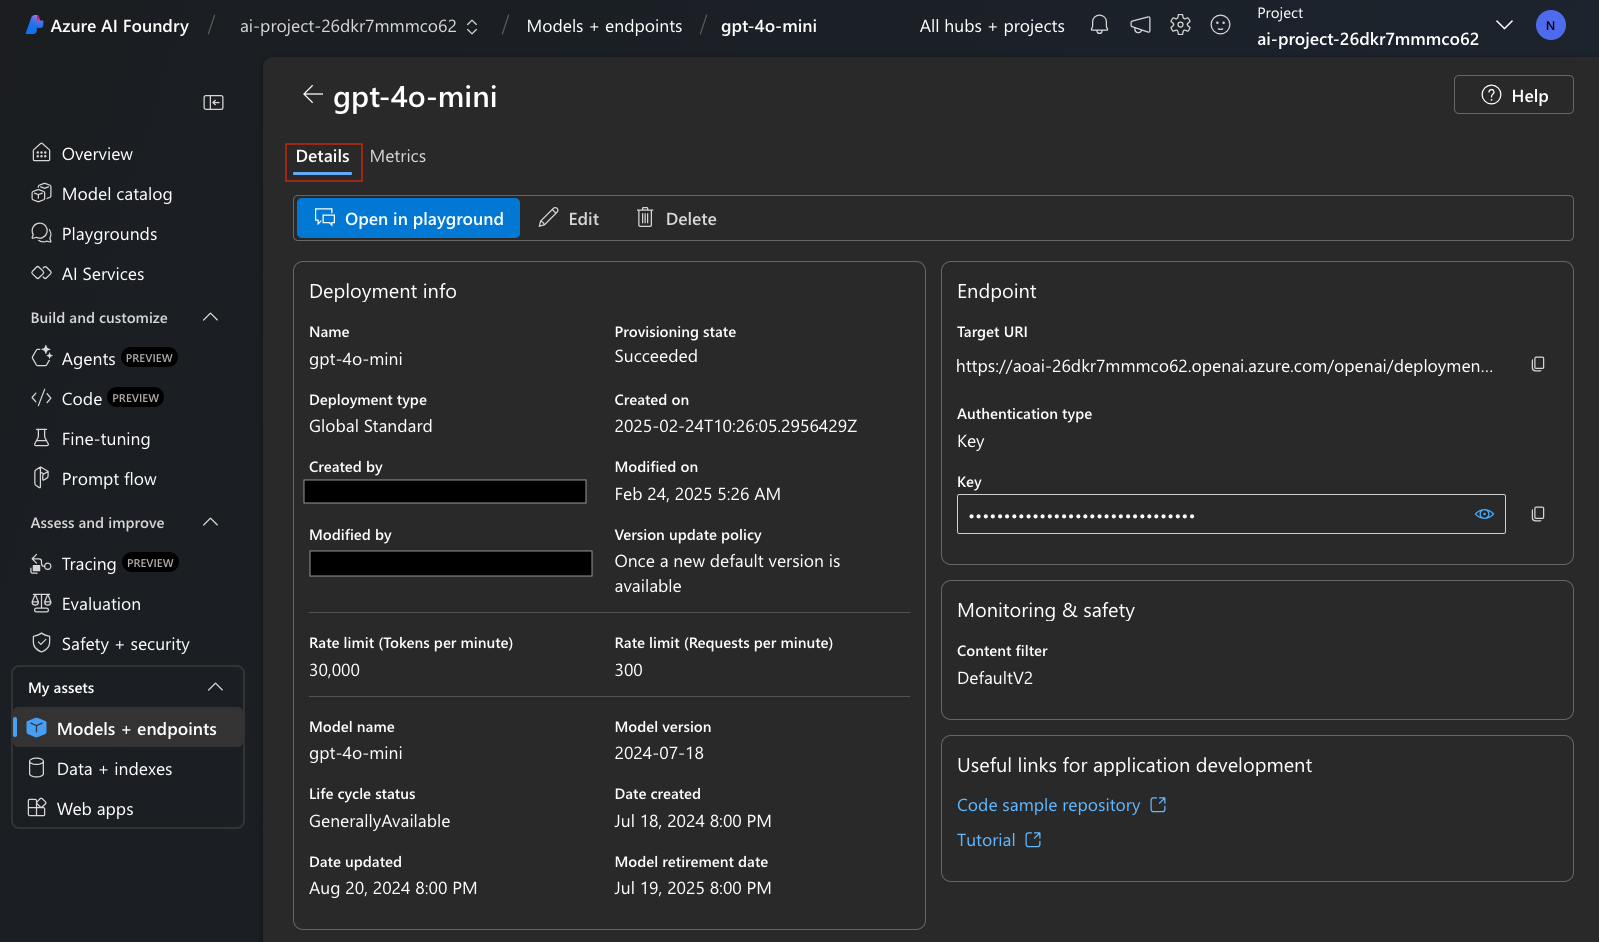 Azure AI Foundry / ai-project-26dkr7mmmco62 / Models + endpoints / gpt-4o-mini
All hubs + projects
Project
ai-project-26dkr7mmmco62
N
Overview
Model catalog
Playgrounds
AI Services
Build and customize
Agents PREVIEW
Code PREVIEW
Fine-tuning
Prompt flow
Assess and improve
Tracing PREVIEW
Evaluation
Safety + security
My assets
Models + endpoints
Data + indexes
Web apps
gpt-4o-mini
Help
Details
Metrics
Open in playground
Edit
Delete
Deployment info
Name
gpt-4o-mini
Provisioning state
Succeeded
Deployment type
Global Standard
Created on
2025-02-24T10:26:05.2956429Z
Created by
Modified on
Feb 24, 2025 5:26 AM
Modified by
Version update policy
Once a new default version is
available
Rate limit (Tokens per minute)
30,000
Rate limit (Requests per minute)
300
Model name
gpt-4o-mini
Model version
2024-07-18
Life cycle status
GenerallyAvailable
Date created
Jul 18, 2024 8:00 PM
Date updated
Aug 20, 2024 8:00 PM
Model retirement date
Jul 19, 2025 8:00 PM
Endpoint
Target URI
https://aoai-26dkr7mmmco62.openai.azure.com/openai/deploymen...
Authentication type
Key
Key
••••••••••••••••••••••••••••••••
Monitoring & safety
Content filter
DefaultV2
Useful links for application development
Code sample repository
Tutorial